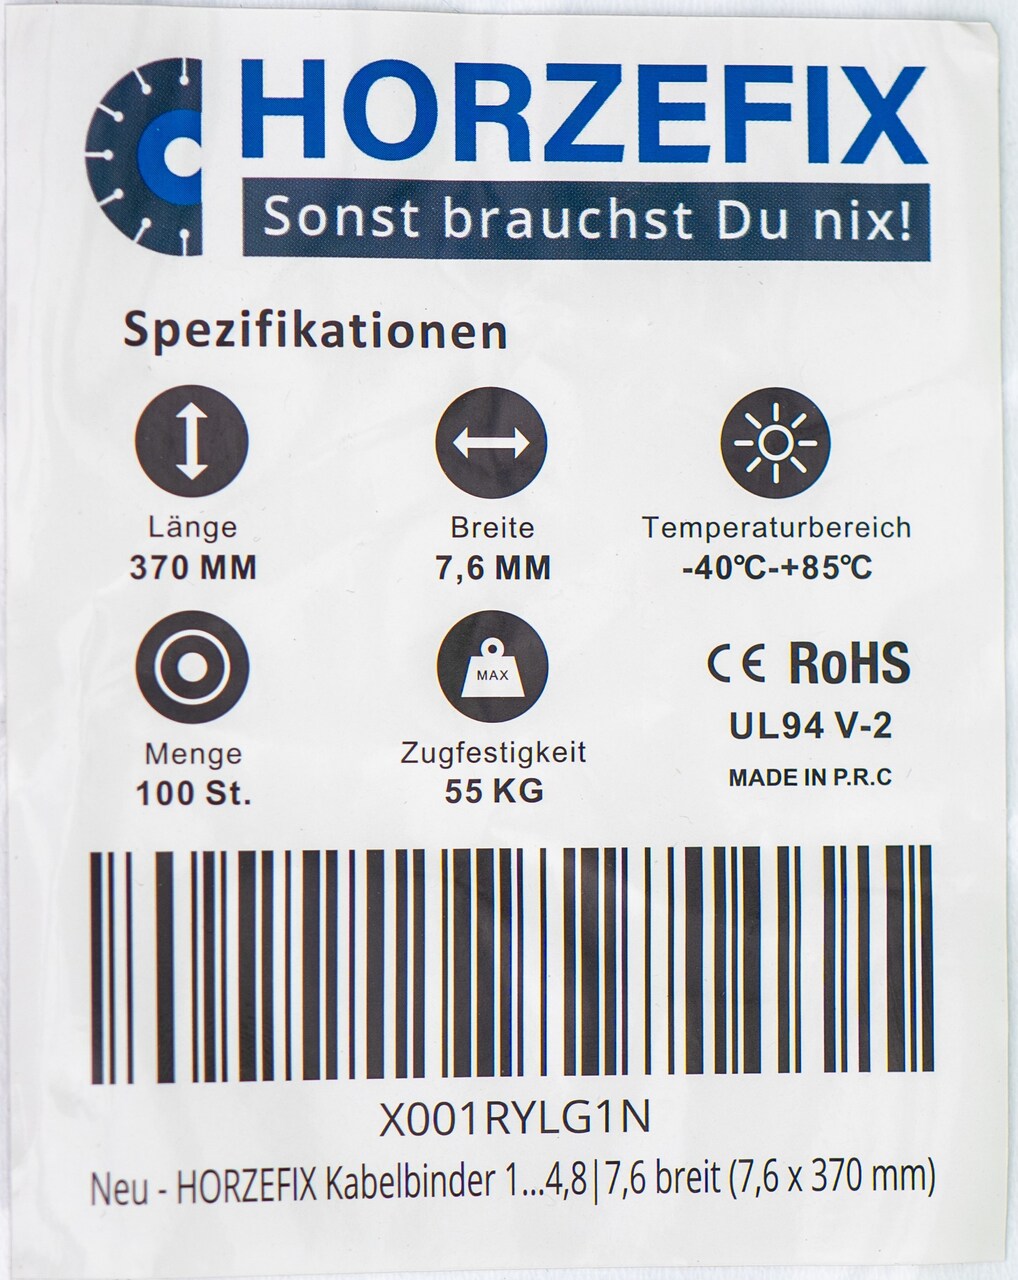 HORZEFIX
Sonst brauchst Du nix!
Spezifikationen
Länge
370 MM
Breite
7,6 MM
Temperaturbereich
-40℃-+85℃
Menge
100 St.
MAX
Zugfestigkeit
55 KG
CE RoHS
UL94 V-2
MADE IN P.R.C
X001RYLG1N
Neu - HORZEFIX Kabelbinder 1...4,8|7,6 breit (7,6 x 370 mm)